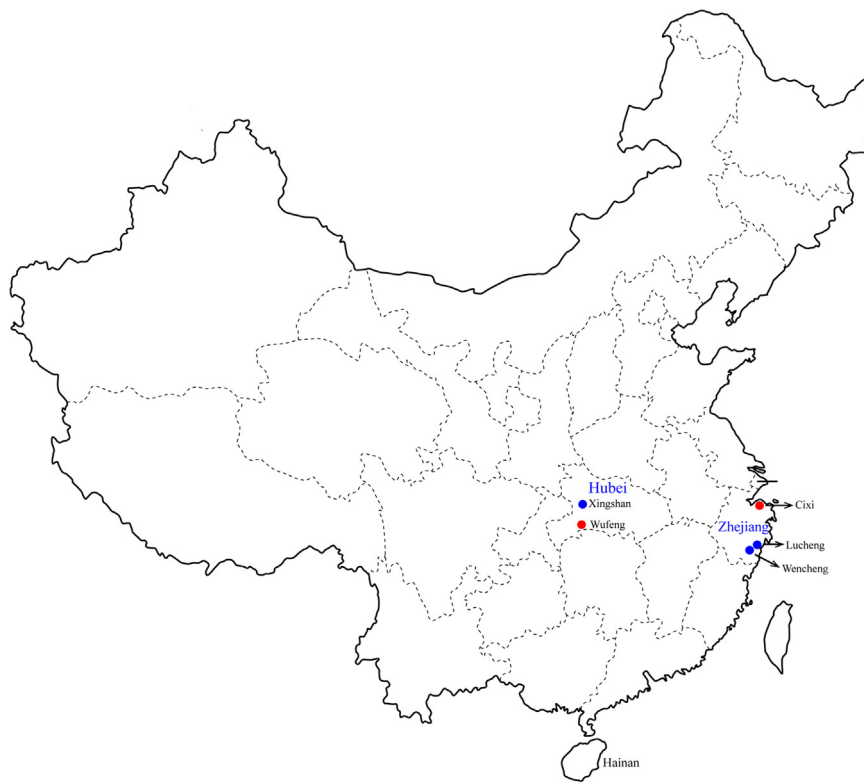 Hubei
Xingshan
Wufeng
Cixi
Zhejiang
Lucheng
Wencheng
Hainan